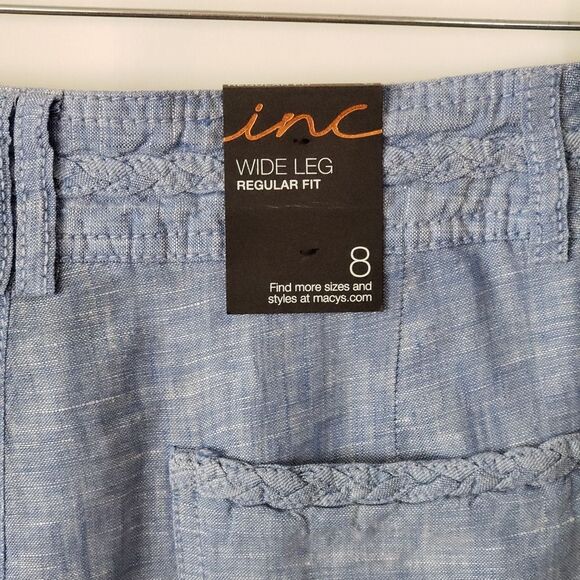 inc
WIDE LEG
REGULAR FIT
8
Find more sizes and
styles at macys.com